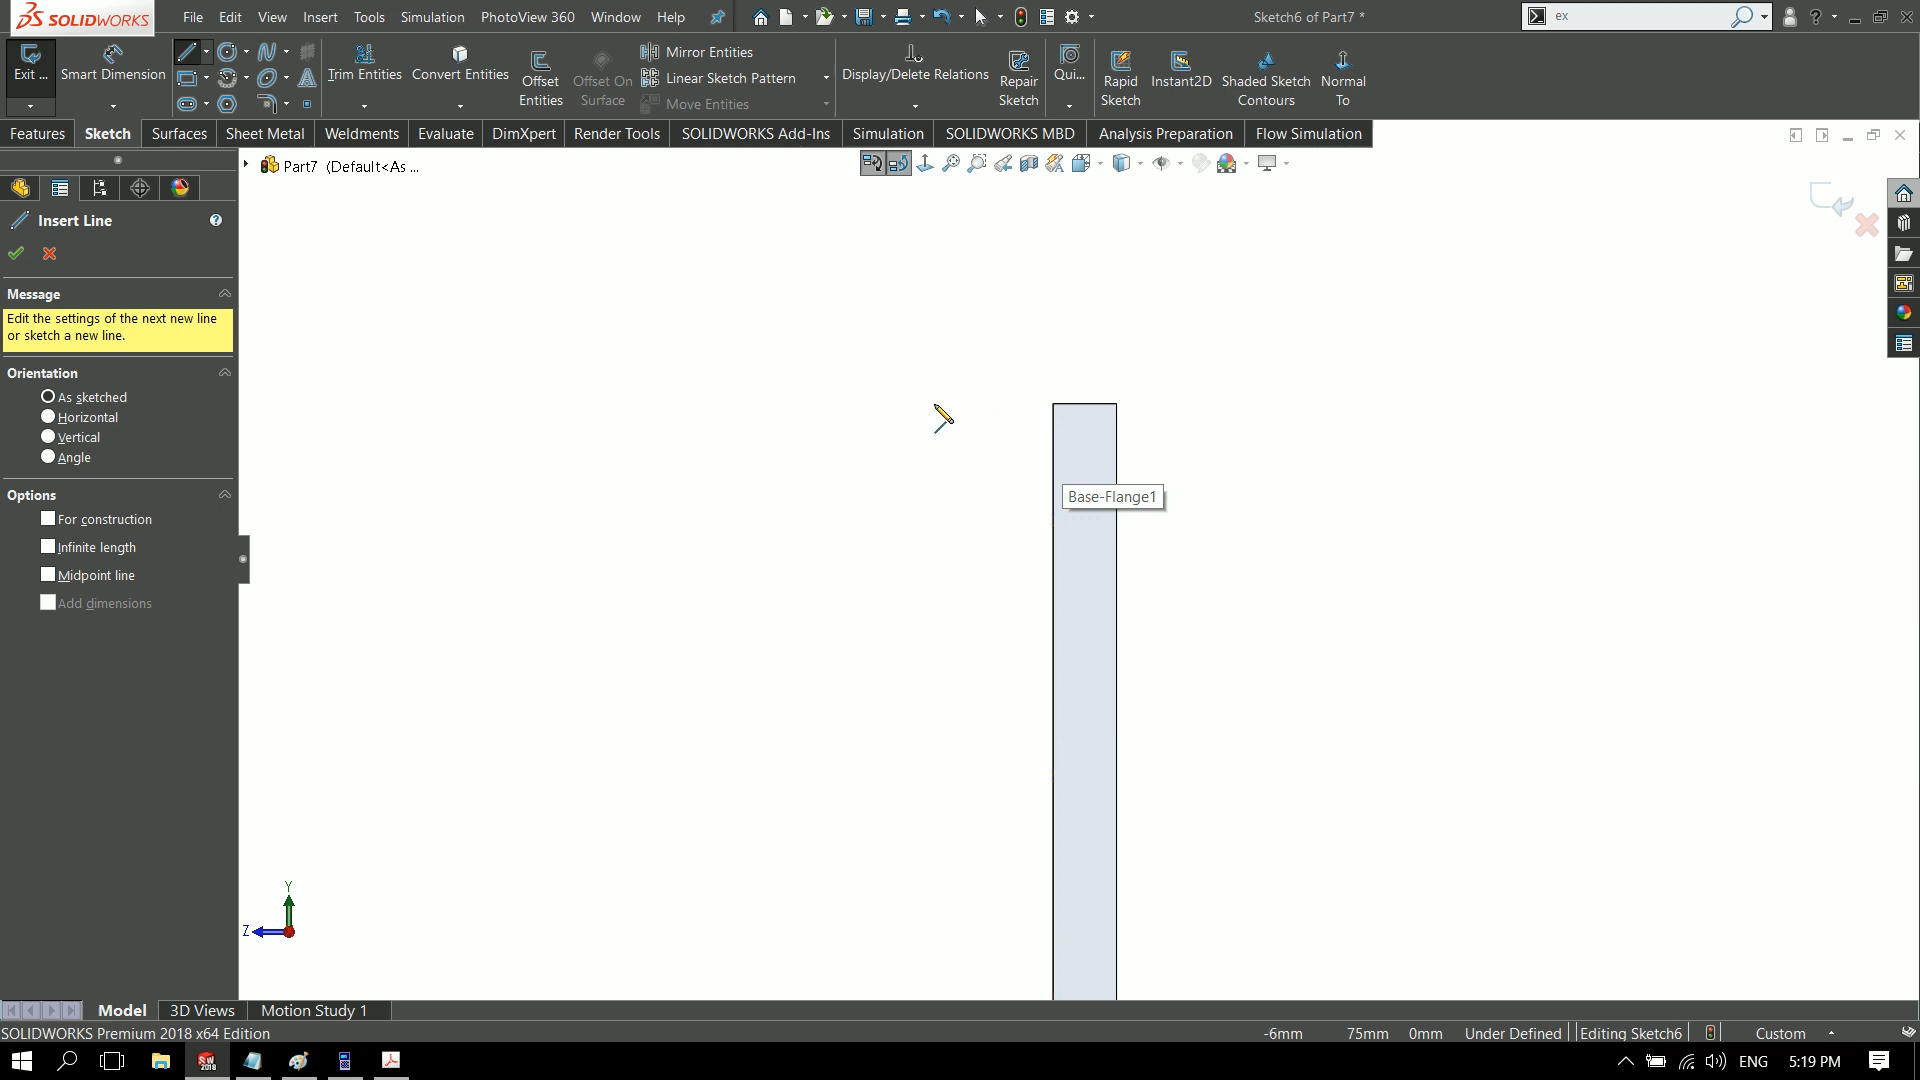 SOLIDWORKS File Edit View Insert Tools Simulation PhotoView 360 Window Help Sketch6 of Part7 * ex
Exit ... Smart Dimension Trim Entities Convert Entities Offset Entities Offset On Surface Mirror Entities
Linear Sketch Pattern
Move Entities
Display/Delete Relations Repair Sketch Qui... Rapid Sketch Instant2D Shaded Sketch Contours Normal To
Features Sketch Surfaces Sheet Metal Weldments Evaluate DimXpert Render Tools SOLIDWORKS Add-Ins Simulation SOLIDWORKS MBD Analysis Preparation Flow Simulation
Part7 (Default<As ...
Insert Line
Message
Edit the settings of the next new line
or sketch a new line.
Orientation
As sketched
Horizontal
Vertical
Angle
Options
For construction
Infinite length
Midpoint line
Add dimensions
Base-Flange1
Y
Z
Model 3D Views Motion Study 1
SOLIDWORKS Premium 2018 x64 Edition -6mm 75mm 0mm Under Defined Editing Sketch6 Custom
SW 2018 ENG 5:19 PM